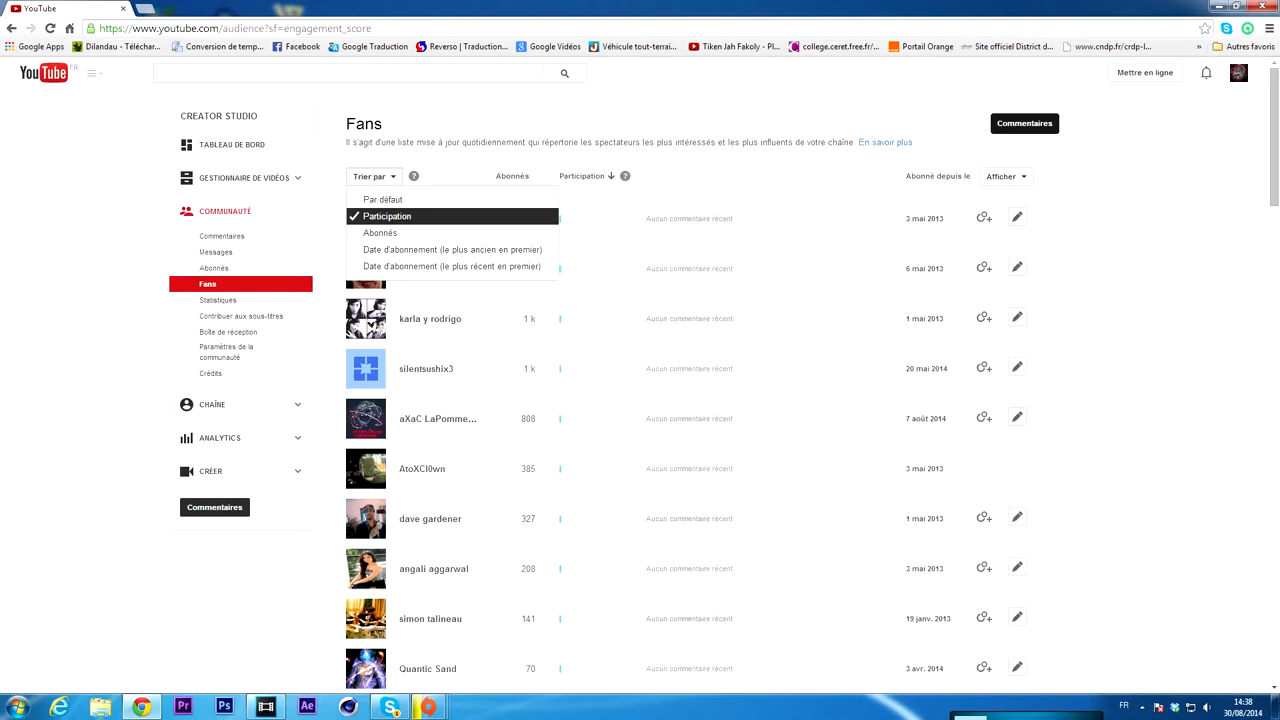 YouTube
https://www.youtube.com/audience?sf=engagement_score
Google Apps
Dilandau - Téléchar...
Conversion de temp...
Facebook
Google Traduction
Reverso | Traduction...
Google Vidéos
Véhicule tout-terrai...
Tiken Jah Fakoly - Pl...
college.ceret.free.fr/...
Portail Orange
Site officiel District d...
www.cndp.fr/crdp-l...
»
Autres favoris
YouTube FR
Mettre en ligne
CREATOR STUDIO
TABLEAU DE BORD
GESTIONNAIRE DE VIDÉOS
COMMUNAUTÉ
Commentaires
Messages
Abonnés
Fans
Statistiques
Contribuer aux sous-titres
Boîte de réception
Paramètres de la
communauté
Crédits
CHAÎNE
ANALYTICS
CRÉER
Commentaires
Fans
Commentaires
Il s'agit d'une liste mise à jour quotidiennement qui répertorie les spectateurs les plus intéressés et les plus influents de votre chaîne. En savoir plus
Trier par ? Abonnés Participation ? Abonné depuis le Afficher
Par défaut
Participation
Abonnés
Date d'abonnement (le plus ancien en premier)
Date d'abonnement (le plus récent en premier)
Aucun commentaire récent 3 mai 2013
Aucun commentaire récent 6 mai 2013
karla y rodrigo 1 k Aucun commentaire récent 1 mai 2013
silentsushix3 1 k Aucun commentaire récent 20 mai 2014
aXaC LaPomme... 808 Aucun commentaire récent 7 août 2014
AtoXCl0wn 385 Aucun commentaire récent 3 mai 2013
dave gardener 327 Aucun commentaire récent 1 mai 2013
angali aggarwal 208 Aucun commentaire récent 3 mai 2013
simon talineau 141 Aucun commentaire récent 19 janv. 2013
Quantic Sand 70 Aucun commentaire récent 3 avr. 2014
Pr
Ps
Ae
FR
14:38
30/08/2014